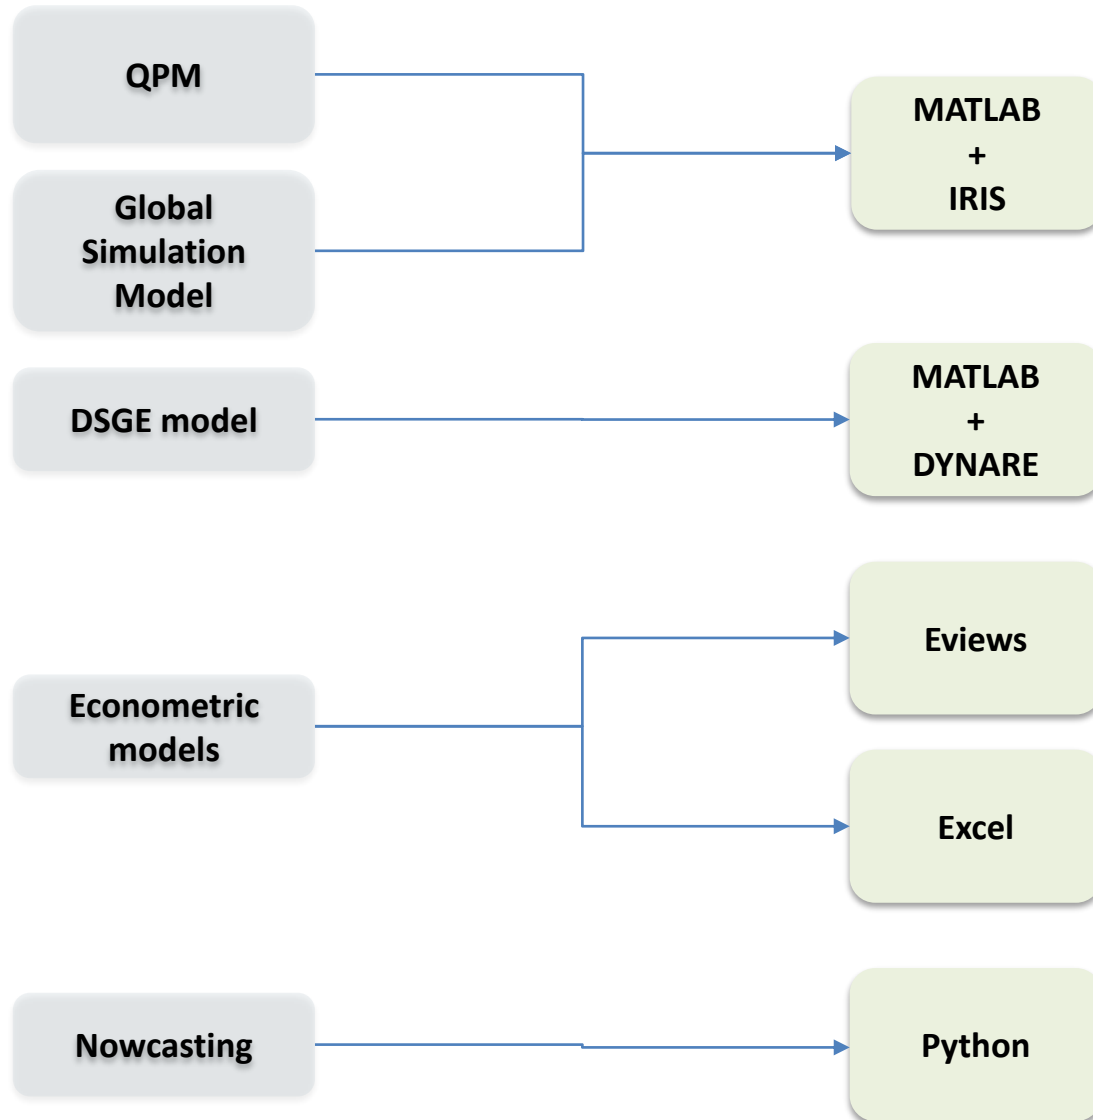 QPM
Global
Simulation
Model
MATLAB
+
IRIS
DSGE model
MATLAB
+
DYNARE
Econometric
models
Eviews
Excel
Nowcasting
Python